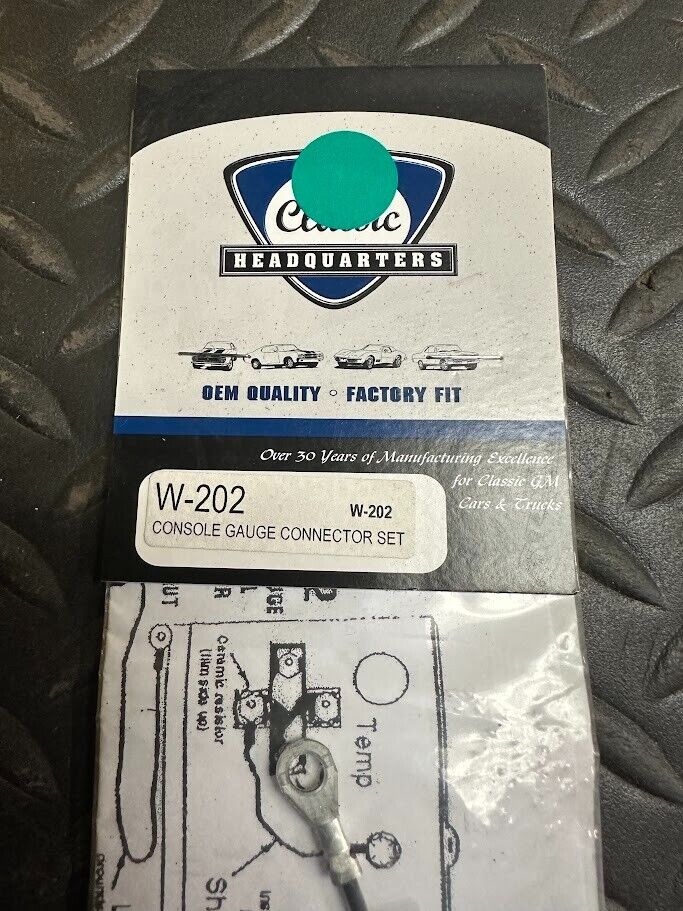 Classic
HEADQUARTERS
OEM QUALITY ◦ FACTORY FIT
Over 30 Years of Manufacturing Excellence
for Classic GM
Cars & Trucks
W-202 W-202
CONSOLE GAUGE CONNECTOR SET
Ceramic resistor
Temp